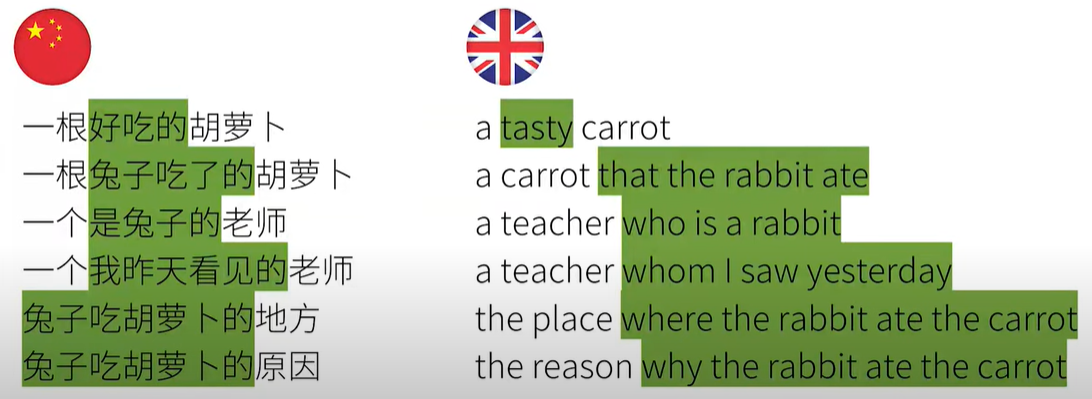 一根好吃的胡萝卜
一根兔子吃了的胡萝卜
一个是兔子的老师
一个我昨天看见的老师
兔子吃胡萝卜的地方
兔子吃胡萝卜的原因
a tasty carrot
a carrot that the rabbit ate
a teacher who is a rabbit
a teacher whom I saw yesterday
the place where the rabbit ate the carrot
the reason why the rabbit ate the carrot